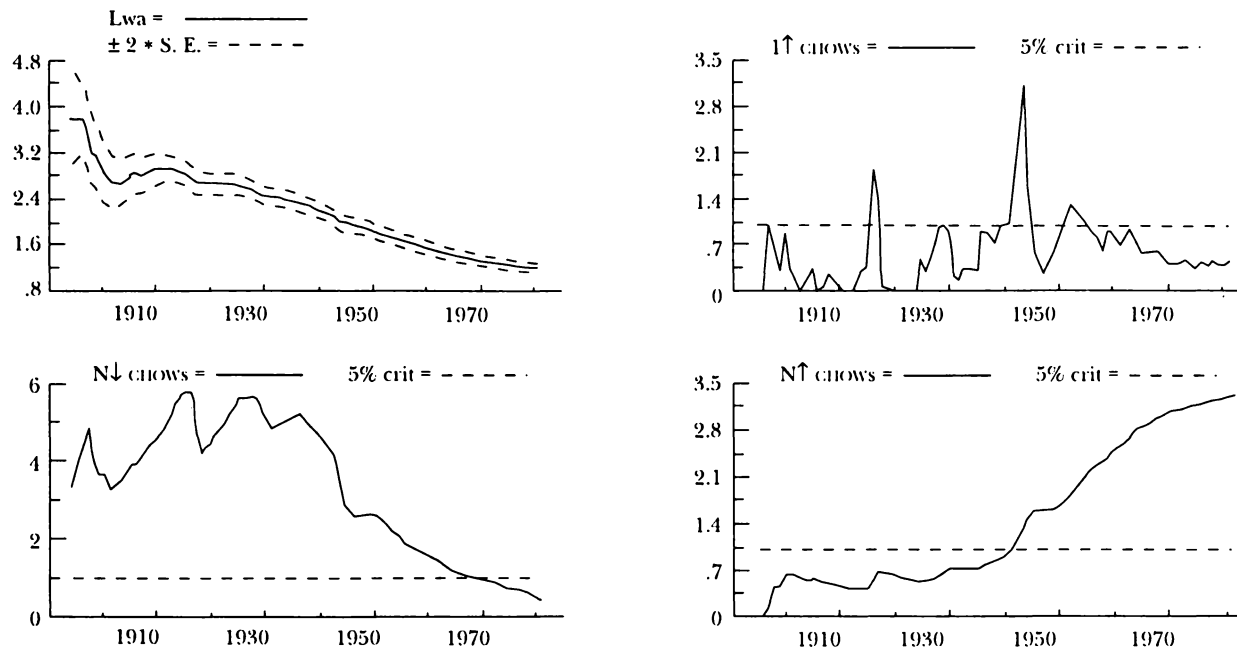 Lwa =
± 2 * S. E. =
4.8
4.0
3.2
2.4
1.6
.8
1910 1930 1950 1970
1↑ CHOWS = 5% crit =
3.5
2.8
2.1
1.4
.7
0
1910 1930 1950 1970
N↓ CHOWS = 5% crit =
6
4
2
0
1910 1930 1950 1970
N↑ CHOWS = 5% crit =
3.5
2.8
2.1
1.4
.7
0
1910 1930 1950 1970